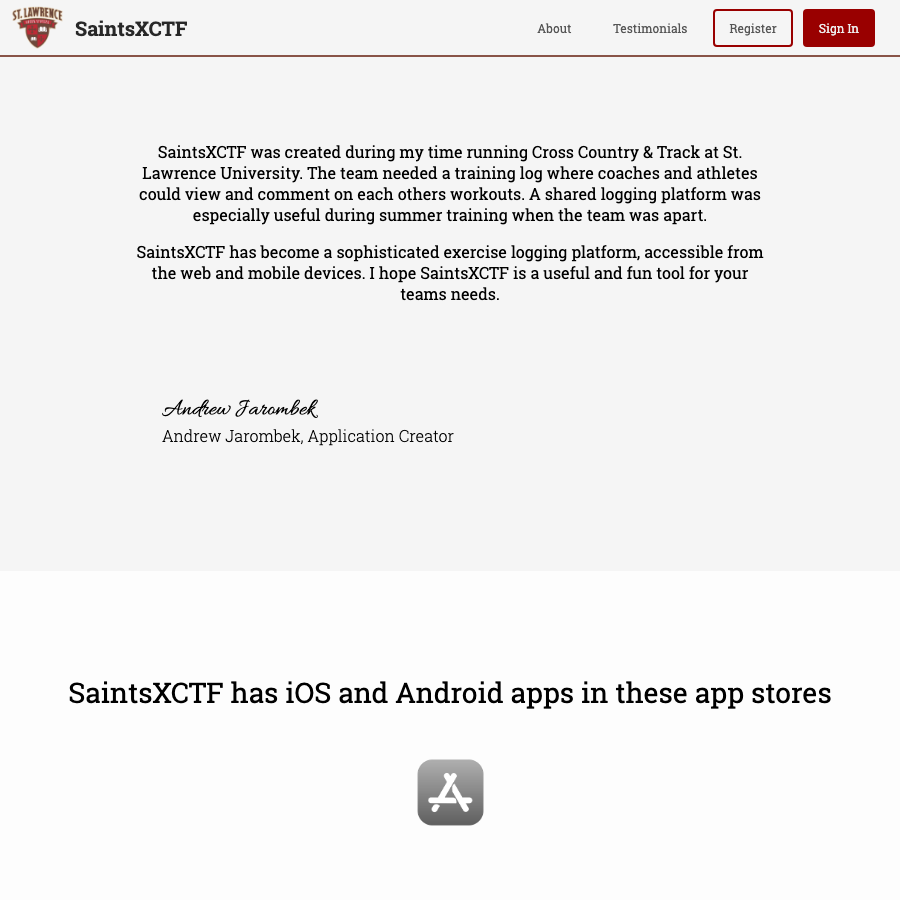 ST. LAWRENCE
SaintsXCTF
About
Testimonials
Register
Sign In
SaintsXCTF was created during my time running Cross Country & Track at St.
Lawrence University. The team needed a training log where coaches and athletes
could view and comment on each others workouts. A shared logging platform was
especially useful during summer training when the team was apart.
SaintsXCTF has become a sophisticated exercise logging platform, accessible from
the web and mobile devices. I hope SaintsXCTF is a useful and fun tool for your
teams needs.
Andrew Jarombek
Andrew Jarombek, Application Creator
SaintsXCTF has iOS and Android apps in these app stores